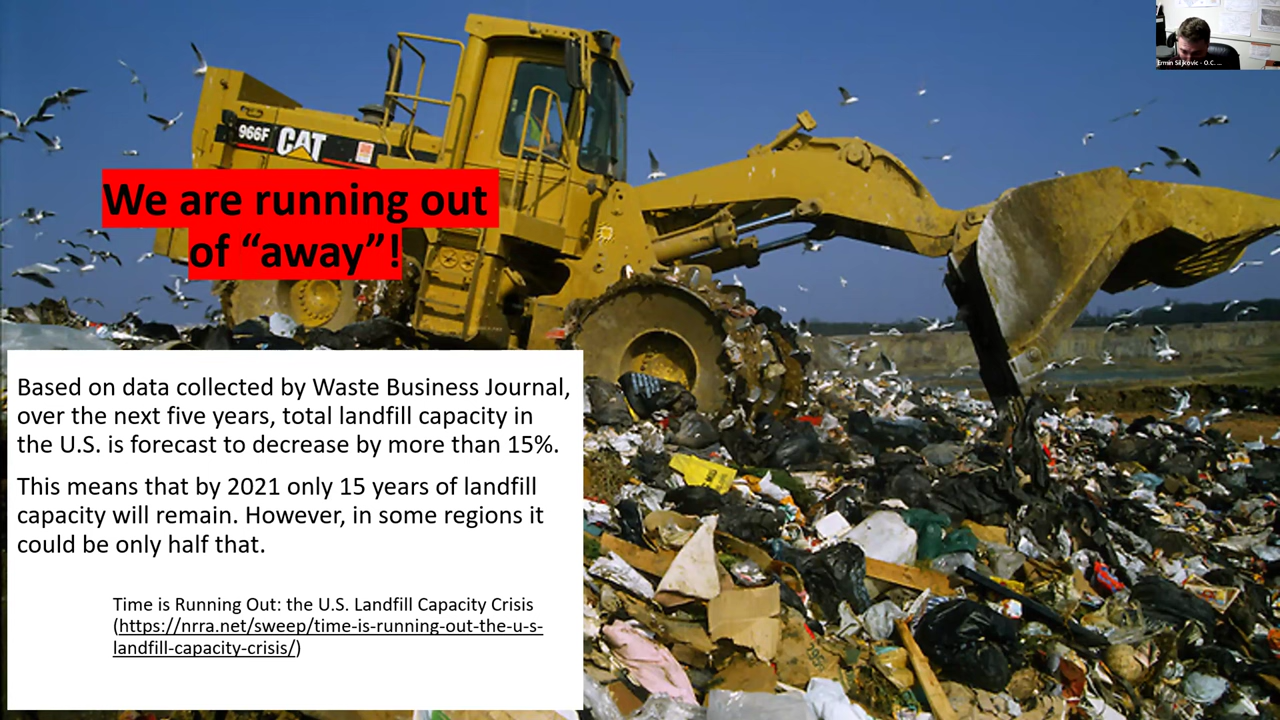 966F CAT
We are running out
of “away”!
Based on data collected by Waste Business Journal,
over the next five years, total landfill capacity in
the U.S. is forecast to decrease by more than 15%.
This means that by 2021 only 15 years of landfill
capacity will remain. However, in some regions it
could be only half that.
Time is Running Out: the U.S. Landfill Capacity Crisis
(https://nrra.net/sweep/time-is-running-out-the-u-s-
landfill-capacity-crisis/)